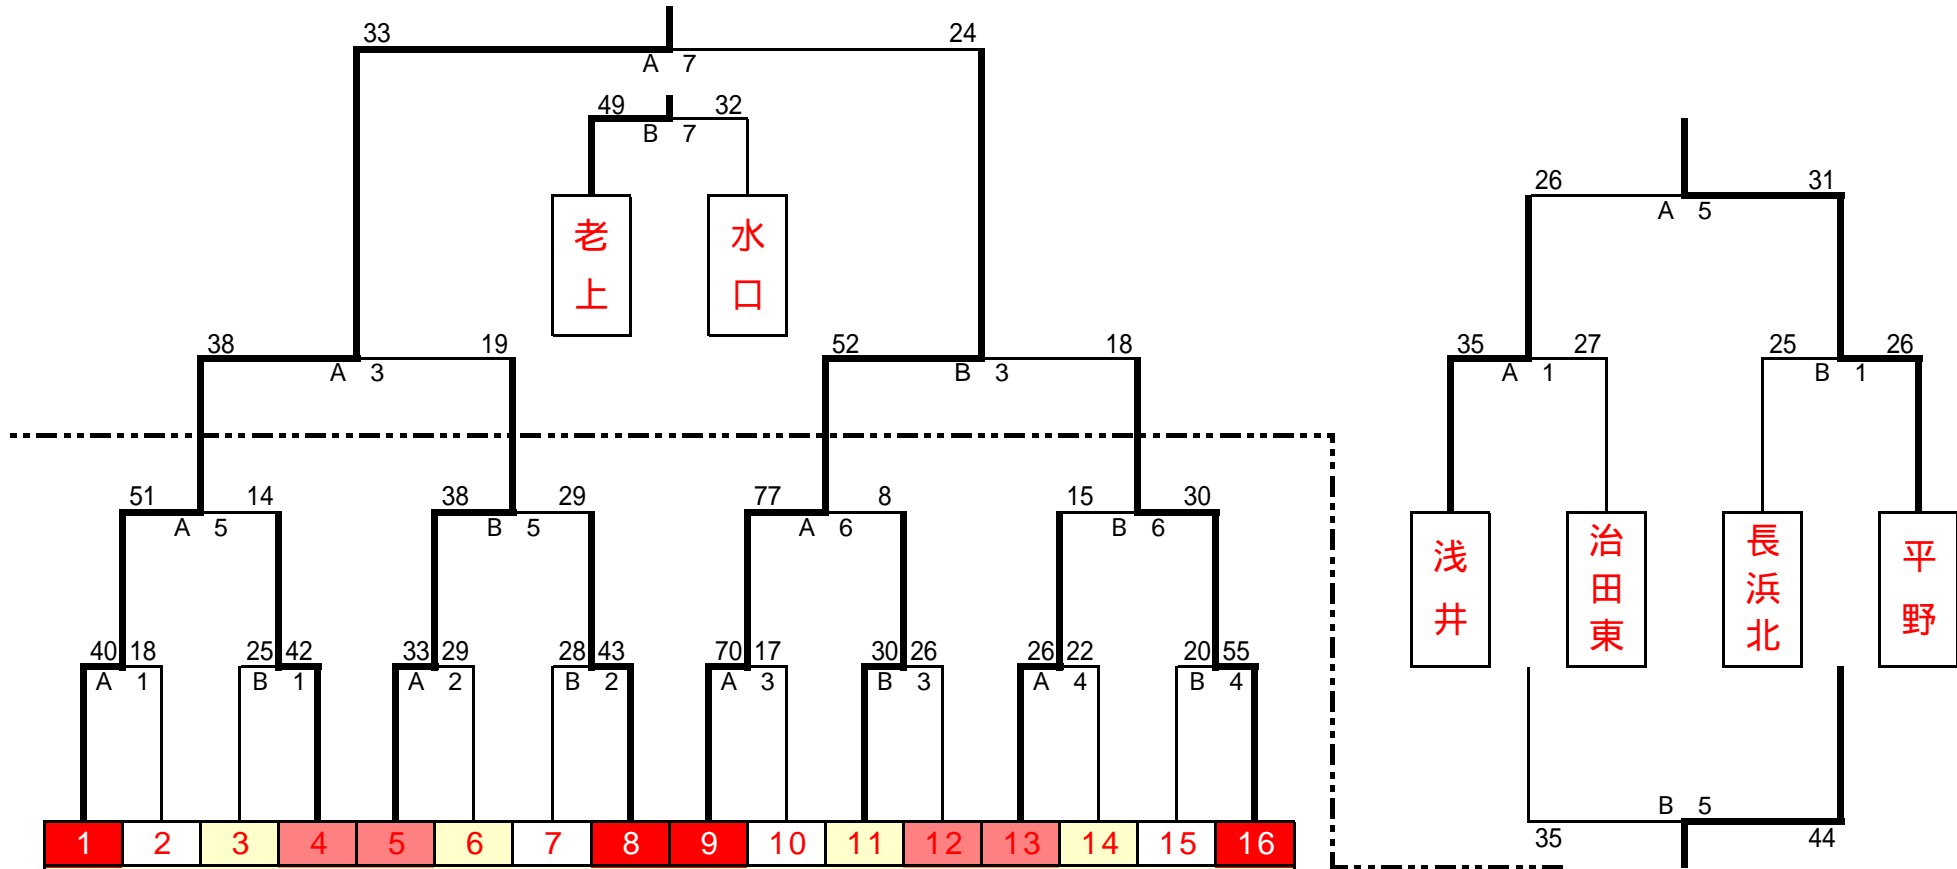 33 24
A 7
49 32
B 7
老上 水口
26 31
A 5
38 19 52 18
A 3 B 3
35 27 25 26
A 1 B 1
51 14 38 29 77 8 15 30
A 5 B 5 A 6 B 6
浅井 治田東 長浜北 平野
40 18 25 42 33 29 28 43 70 17 30 26 26 22 20 55
A 1 B 1 A 2 B 2 A 3 B 3 A 4 B 4
B 5
35 44
1 2 3 4 5 6 7 8 9 10 11 12 13 14 15 16